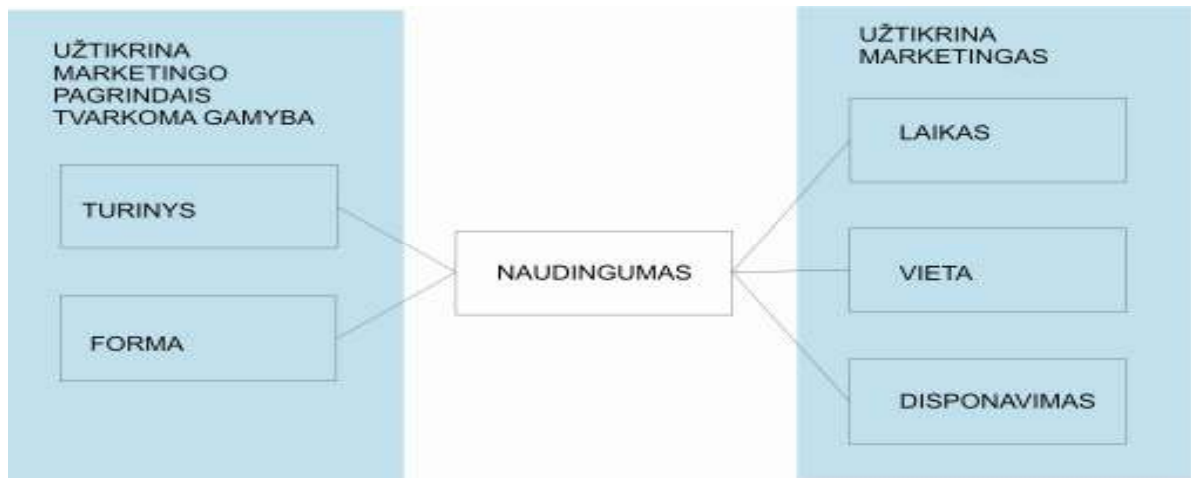 UŽTIKRINA
MARKETINGO
PAGRINDAIS
TVARKOMA GAMYBA
TURINYS
FORMA
NAUDINGUMAS
UŽTIKRINA
MARKETINGAS
LAIKAS
VIETA
DISPONAVIMAS